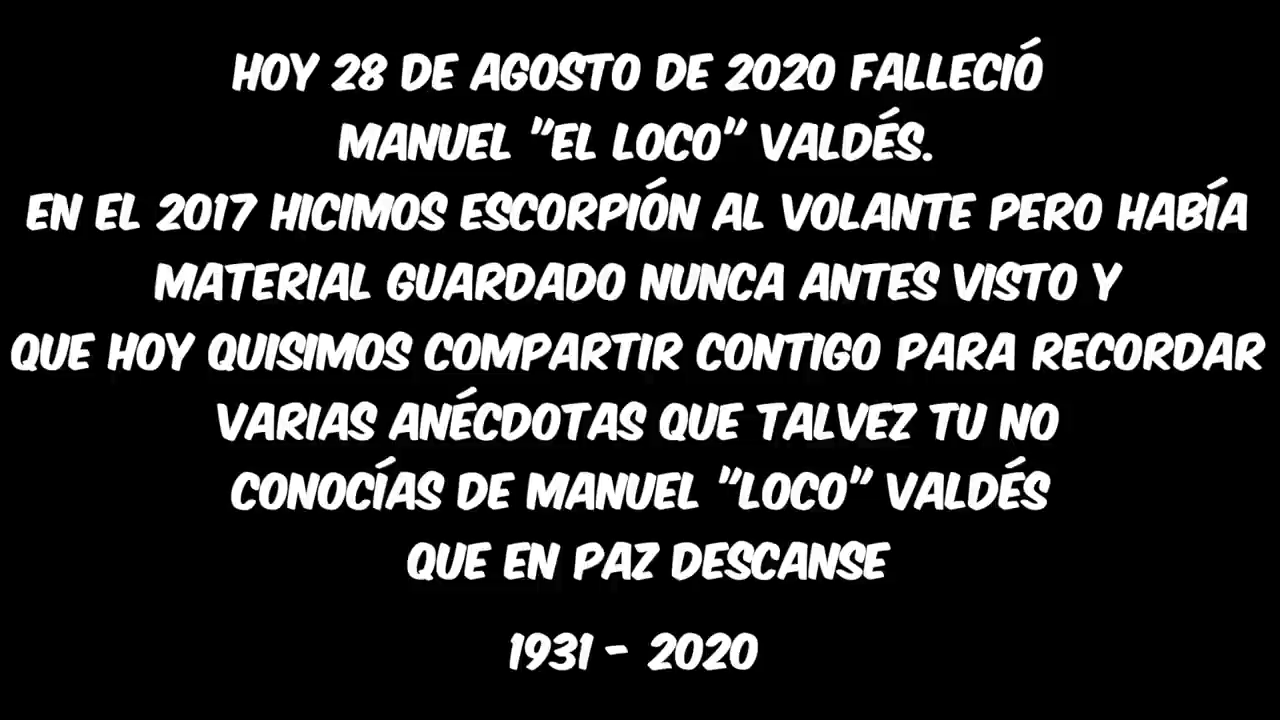 HOY 28 DE AGOSTO DE 2020 FALLECIÓ
MANUEL "EL LOCO" VALDÉS.
EN EL 2017 HICIMOS ESCORPIÓN AL VOLANTE PERO HABÍA
MATERIAL GUARDADO NUNCA ANTES VISTO Y
QUE HOY QUISIMOS COMPARTIR CONTIGO PARA RECORDAR
VARIAS ANÉCDOTAS QUE TALVEZ TU NO
CONOCÍAS DE MANUEL "LOCO" VALDÉS
QUE EN PAZ DESCANSE
1931 - 2020